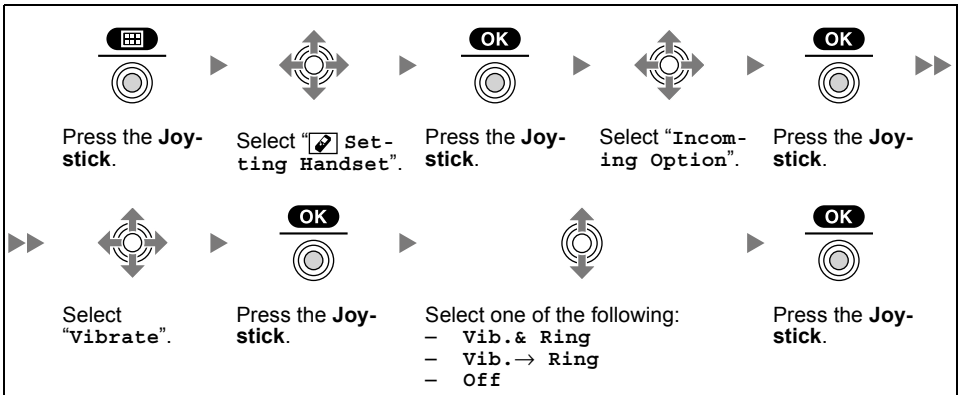 OK
OK
Press the Joy-
stick.
Select “ Set-
ting Handset”.
Press the Joy-
stick.
Select “Incom-
ing Option”.
Press the Joy-
stick.
OK
OK
Select
“Vibrate”.
Press the Joy-
stick.
Select one of the following:
– Vib.& Ring
– Vib.→ Ring
– Off
Press the Joy-
stick.